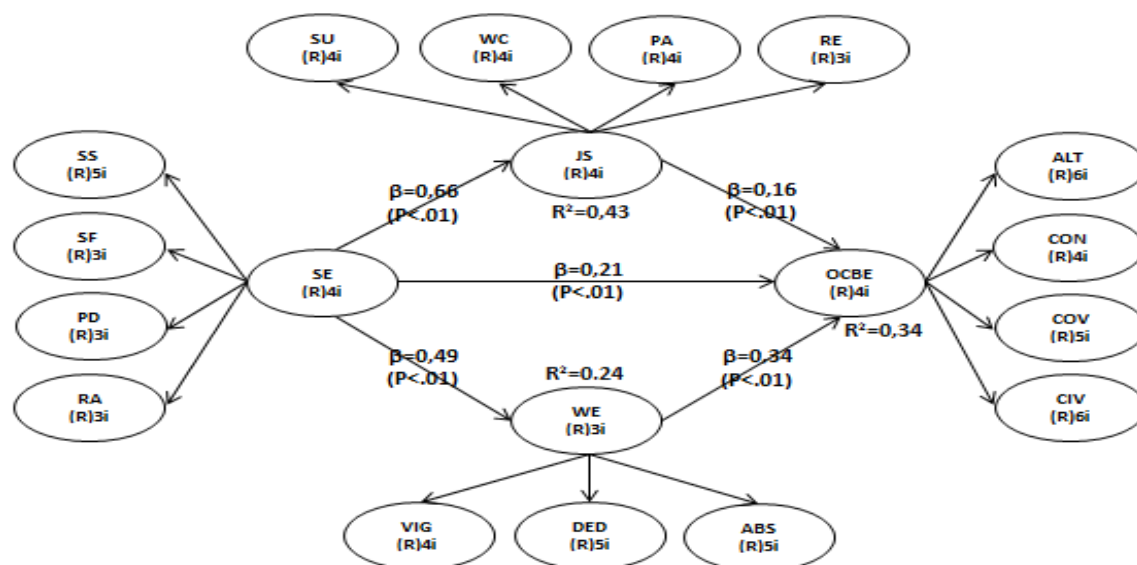 SU
(R)4i
WC
(R)4i
PA
(R)4i
RE
(R)3i
SS
(R)5i
JS
(R)4i
ALT
(R)6i
β=0,66
(P<.01)
R²=0,43
β=0,16
(P<.01)
SF
(R)3i
SE
(R)4i
β=0,21
(P<.01)
OCBE
(R)4i
CON
(R)4i
PD
(R)3i
R²=0,34
COV
(R)5i
β=0,49
(P<.01)
R²=0.24
β=0,34
(P<.01)
RA
(R)3i
WE
(R)3i
CIV
(R)6i
VIG
(R)4i
DED
(R)5i
ABS
(R)5i